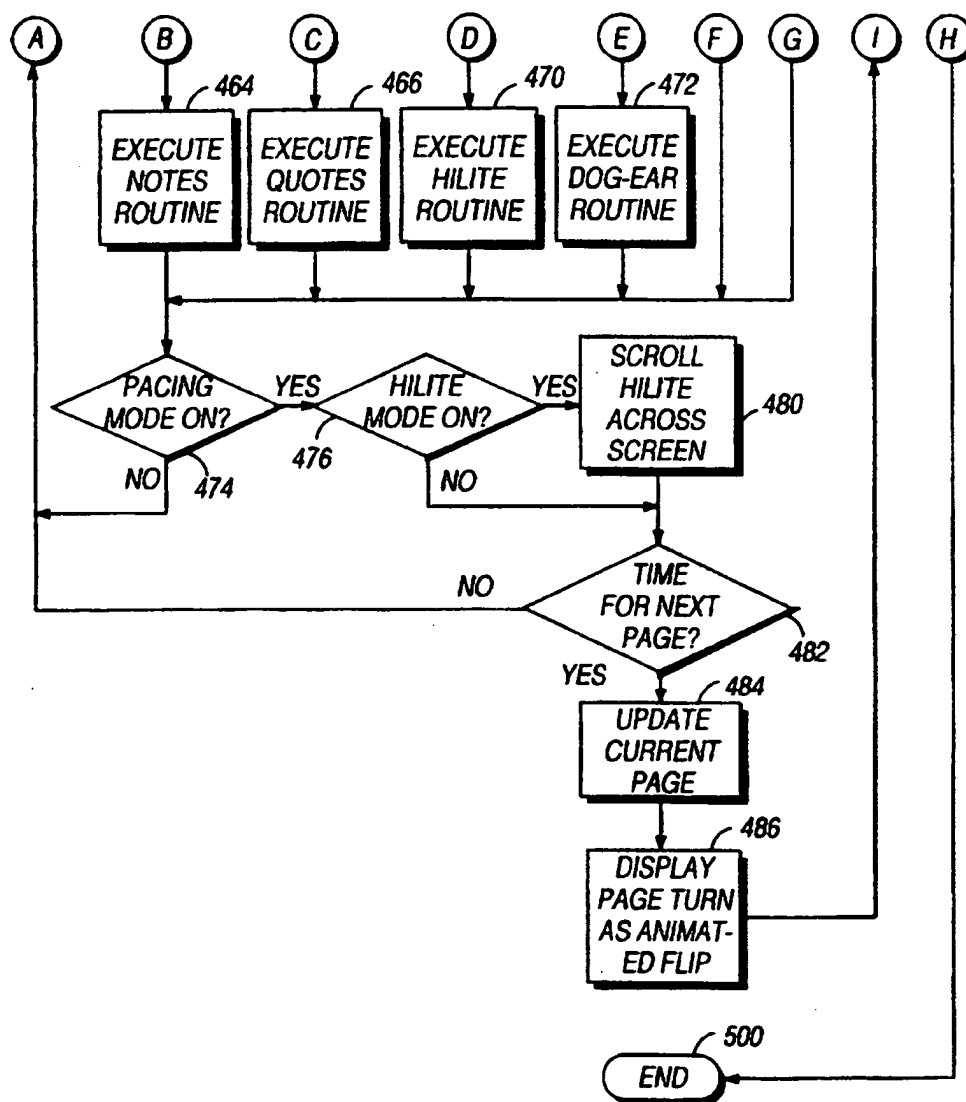 A B C D E F G I H
464 466 470 472
EXECUTE
NOTES
ROUTINE
EXECUTE
QUOTES
ROUTINE
EXECUTE
HILITE
ROUTINE
EXECUTE
DOG-EAR
ROUTINE
PACING
MODE ON?
YES
NO
474
HILITE
MODE ON?
YES
476
NO
SCROLL
HILITE
ACROSS
SCREEN
480
TIME
FOR NEXT
PAGE?
NO
482
YES
484
UPDATE
CURRENT
PAGE
486
DISPLAY
PAGE TURN
AS ANIMAT-
ED FLIP
500
END